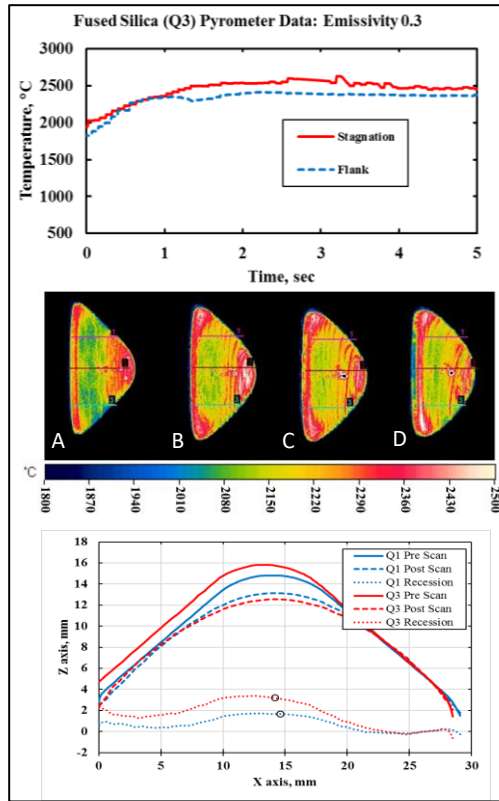 Fused Silica (Q3) Pyrometer Data: Emissivity 0.3
3000
2500
2000
1500
1000
500
Temperature, °C
Stagnation
Flank
0 1 2 3 4 5
Time, sec
1
3
A B C D
°C
1800 1870 1940 2010 2080 2150 2220 2290 2360 2430 2500
18
16
14
12
10
8
6
4
2
0
-2
Z axis, mm
Q1 Pre Scan
Q1 Post Scan
Q1 Recession
Q3 Pre Scan
Q3 Post Scan
Q3 Recession
0 5 10 15 20 25 30
X axis, mm